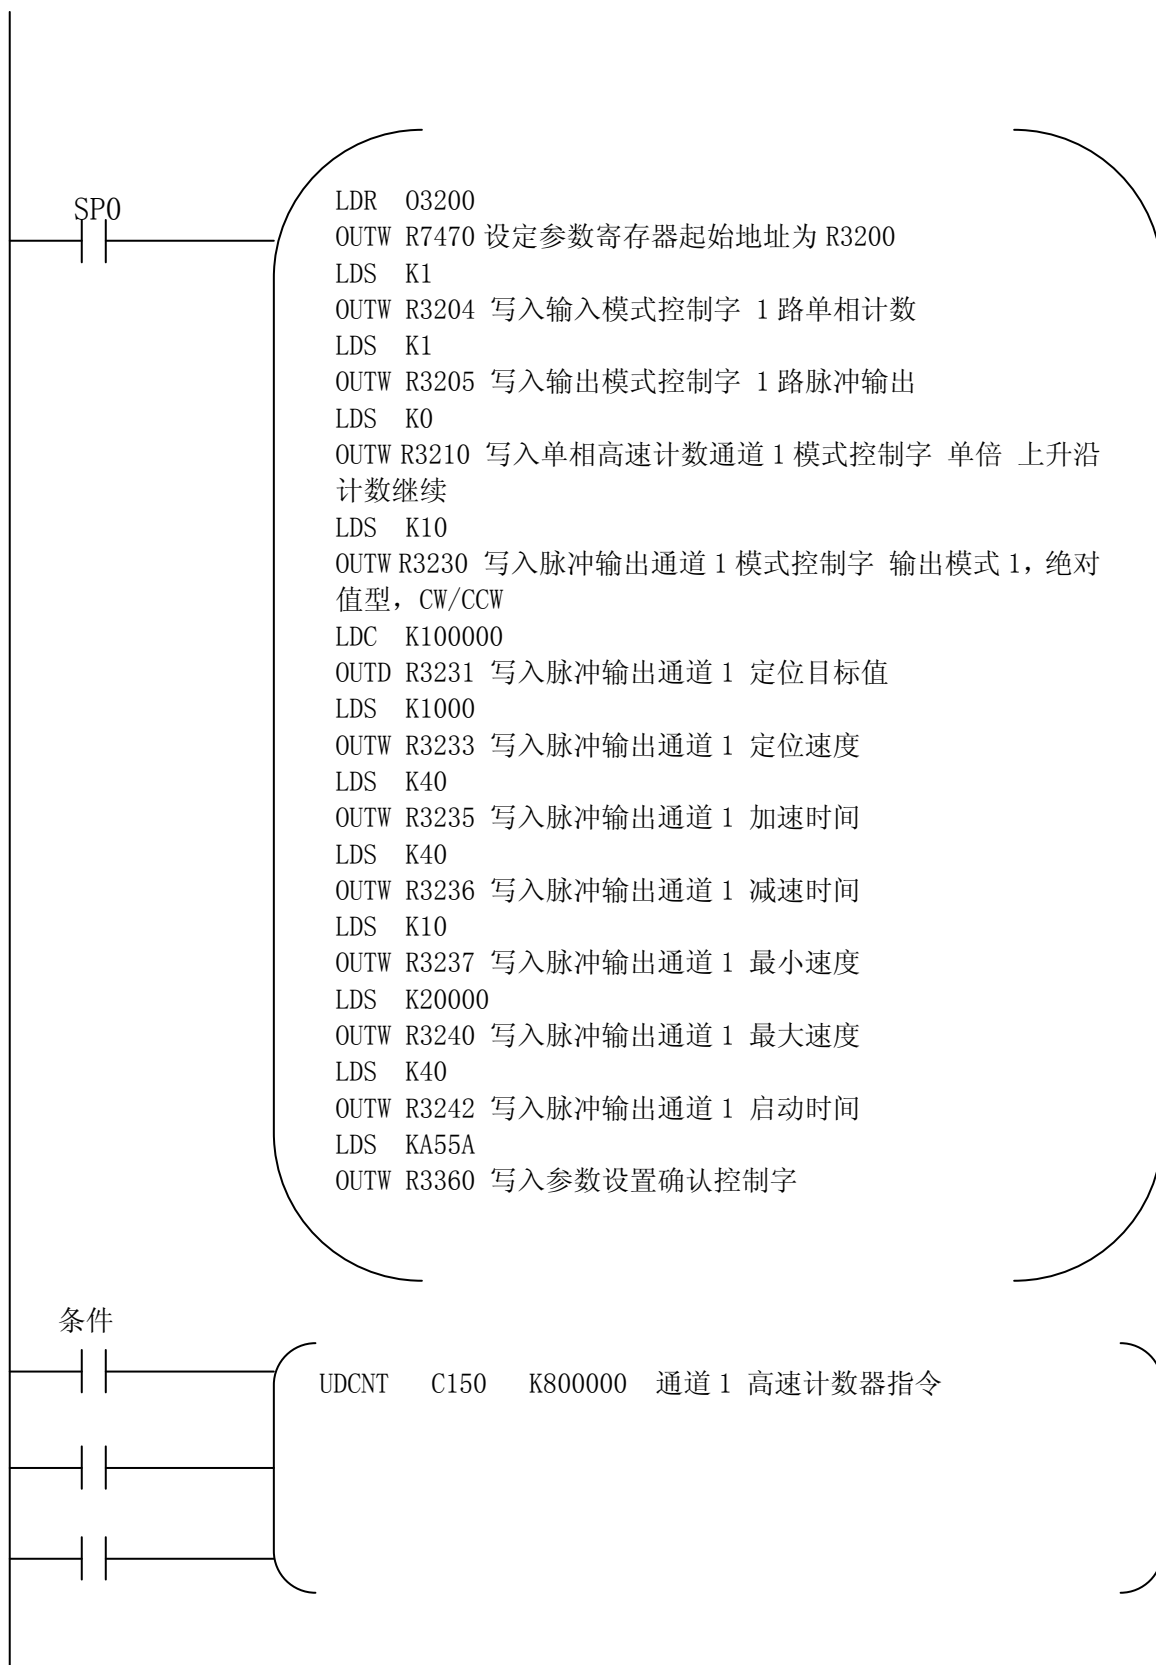 SP0
LDR O3200
OUTW R7470 设定参数寄存器起始地址为 R3200
LDS K1
OUTW R3204 写入输入模式控制字 1 路单相计数
LDS K1
OUTW R3205 写入输出模式控制字 1 路脉冲输出
LDS K0
OUTW R3210 写入单相高速计数通道 1 模式控制字 单倍 上升沿
计数继续
LDS K10
OUTW R3230 写入脉冲输出通道 1 模式控制字 输出模式 1，绝对
值型，CW/CCW
LDC K100000
OUTD R3231 写入脉冲输出通道 1 定位目标值
LDS K1000
OUTW R3233 写入脉冲输出通道 1 定位速度
LDS K40
OUTW R3235 写入脉冲输出通道 1 加速时间
LDS K40
OUTW R3236 写入脉冲输出通道 1 减速时间
LDS K10
OUTW R3237 写入脉冲输出通道 1 最小速度
LDS K20000
OUTW R3240 写入脉冲输出通道 1 最大速度
LDS K40
OUTW R3242 写入脉冲输出通道 1 启动时间
LDS KA55A
OUTW R3360 写入参数设置确认控制字
条件
UDCNT C150 K800000 通道 1 高速计数器指令